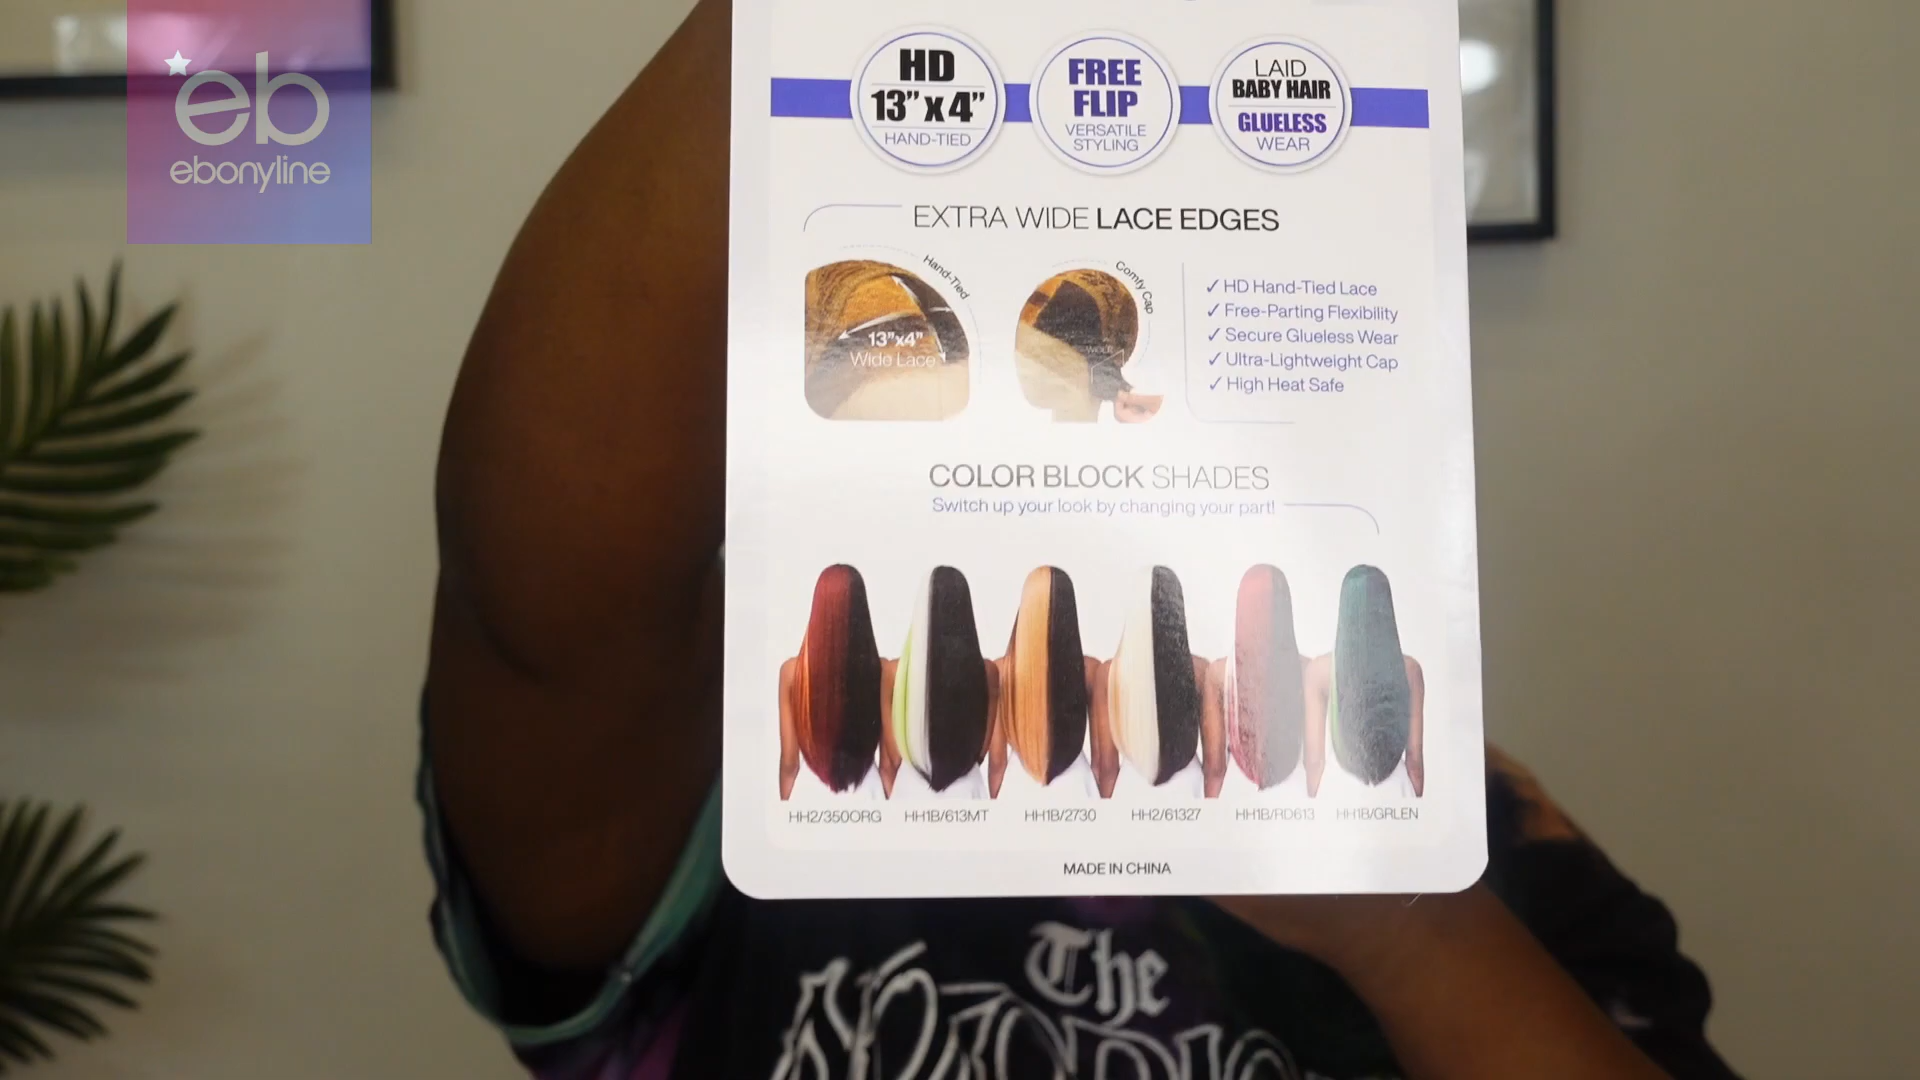 eb
ebonyline
HD
13" x 4"
HAND-TIED
FREE
FLIP
VERSATILE
STYLING
LAID
BABY HAIR
GLUELESS
WEAR
EXTRA WIDE LACE EDGES
Hand-Tied
13"x4"
Wide Lace
Comfy Cap
✓ HD Hand-Tied Lace
✓ Free-Parting Flexibility
✓ Secure Glueless Wear
✓ Ultra-Lightweight Cap
✓ High Heat Safe
COLOR BLOCK SHADES
Switch up your look by changing your part!
HH2/350ORG HH1B/613MT HH1B/2730 HH2/61327 HH1B/RD613 HH1B/GRLEN
MADE IN CHINA
The